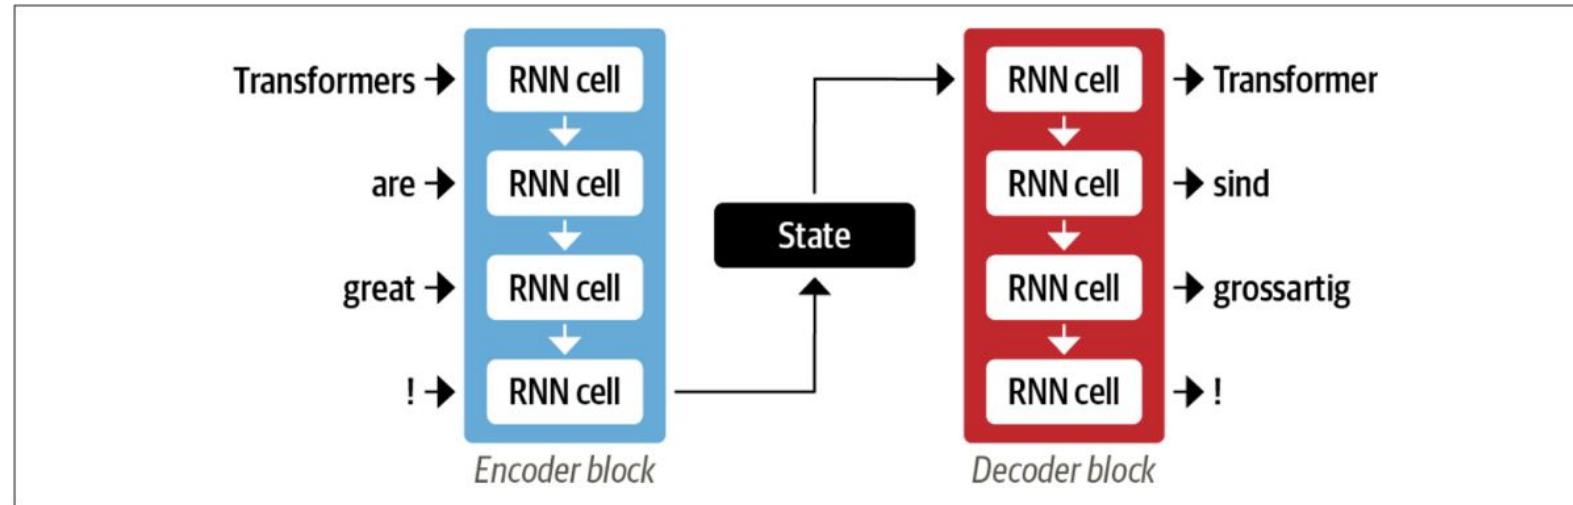 Transformers
RNN cell
are
RNN cell
great
RNN cell
!
RNN cell
Encoder block
State
RNN cell
Transformer
RNN cell
sind
RNN cell
grossartig
RNN cell
!
Decoder block